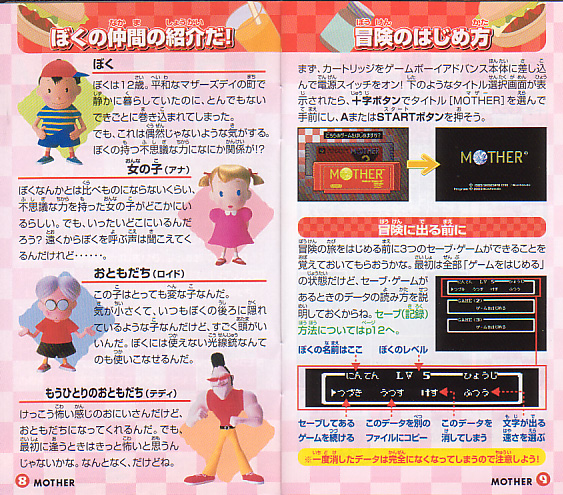 ぼくの仲間の紹介だ!
ぼく
ぼくは12歳。平和なマザーズデイの町で
静かに暮らしていたのに、とんでもない
できごとに巻き込まれてしまった。
でも、これは偶然じゃないような気がする。
ぼくの持つ不思議な力になにか関係が!?
女の子(アナ)
ぼくなんかとは比べものにならないくらい、
不思議な力を持った女の子がどこかにい
るらしい。でも、いったいどこにいるんだ
ろう?遠くからぼくを呼ぶ声は聞こえてく
るんだけれど・・・・・・。
おともだち(ロイド)
この子はとっても変な子なんだ。
気が小さくて、いつもぼくの後ろに隠れ
ているような子なんだけど、すごく頭がい
いんだ。ぼくには使えない光線銃なんて
のも使いこなせるんだ。
もうひとりのおともだち(テディ)
けっこう怖い感じのおにいさんだけど、
おともだちになってくれるんだ。でも、
最初に違うときはきっと怖いと思うん
じゃないかな。なんとなく、だけどね。
8 MOTHER
冒険のはじめ方
まず、カートリッジをゲームボーイアドバンス本体に差し込
んで電源スイッチをオン!下のようなタイトル選択画面が表
示されたら、+字ボタンでタイトル[MOTHER]を選んで
手前にし、AまたはSTARTボタンを押そう。
MOTHER
MOTHER
冒険に出る前に
冒険の旅をはじめる前に3つのセーブ・ゲームができることを
覚えておいてもらおうかな。最初は全部「ゲームをはじめる」
の状態だけど、セーブ・ゲームが
あるときのデータの読み方を説
明しておくからね。セーブ(記録)
方法についてはp12へ。
にんてん LV 5 ひょうじ
つづき うつす けす ふつう
GAME(2)
ゲームをはじめる
GAME(3)
ゲームをはじめる
ぼくの名前はここ
ぼくのレベル
にんてん LV 5 ひょうじ
つづき うつす けす ふつう
セーブしてある
ゲームを続ける
このデータを別の
ファイルにコピー
このデータを
消してしまう
文字が出る
速さを選ぶ
※一度消したデータは完全になくなってしまうので注意しよう!
MOTHER 9